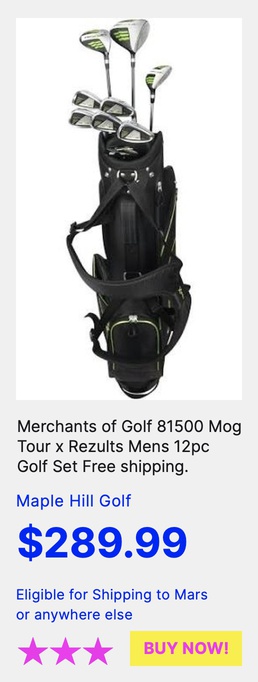 Merchants of Golf 81500 Mog
Tour x Rezults Mens 12pc
Golf Set Free shipping.
Maple Hill Golf
$289.99
Eligible for Shipping to Mars
or anywhere else
BUY NOW!